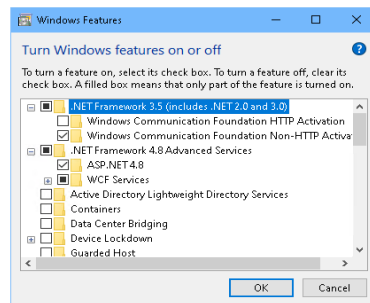 Windows Features
Turn Windows features on or off
To turn a feature on, select its check box. To turn a feature off, clear its
check box. A filled box means that only part of the feature is turned on.
.NET Framework 3.5 (includes .NET 2.0 and 3.0)
Windows Communication Foundation HTTP Activation
Windows Communication Foundation Non-HTTP Activa
.NET Framework 4.8 Advanced Services
ASP.NET 4.8
WCF Services
Active Directory Lightweight Directory Services
Containers
Data Center Bridging
Device Lockdown
Guarded Host
OK Cancel